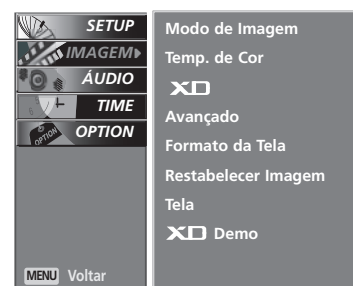 SETUP
IMAGEM
ÁUDIO
TIME
OPTION
OPTION
MENU Voltar
Modo de Imagem
Temp. de Cor
XD
Avançado
Formato da Tela
Restabelecer Imagem
Tela
XD Demo